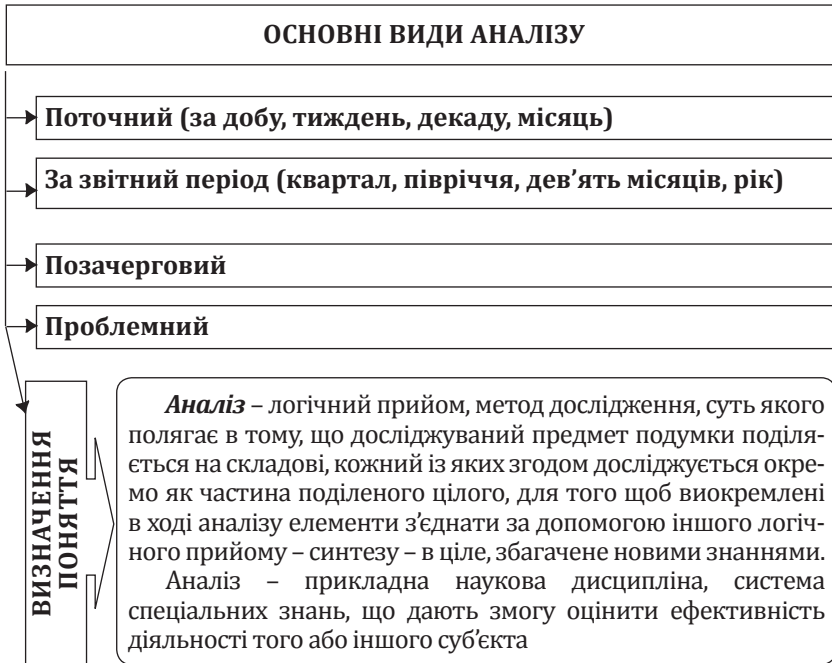 ОСНОВНІ ВИДИ АНАЛІЗУ
Поточний (за добу, тиждень, декаду, місяць)
За звітний період (квартал, півріччя, дев’ять місяців, рік)
Позачерговий
Проблемний
ВИЗНАЧЕННЯ
ПОНЯТТЯ
Аналіз – логічний прийом, метод дослідження, суть якого
полягає в тому, що досліджуваний предмет подумки поділя-
ється на складові, кожний із яких згодом досліджується окре-
мо як частина поділеного цілого, для того щоб виокремлені
в ході аналізу елементи з’єднати за допомогою іншого логіч-
ного прийому – синтезу – в ціле, збагачене новими знаннями.
Аналіз – прикладна наукова дисципліна, система
спеціальних знань, що дають змогу оцінити ефективність
діяльності того або іншого суб’єкта